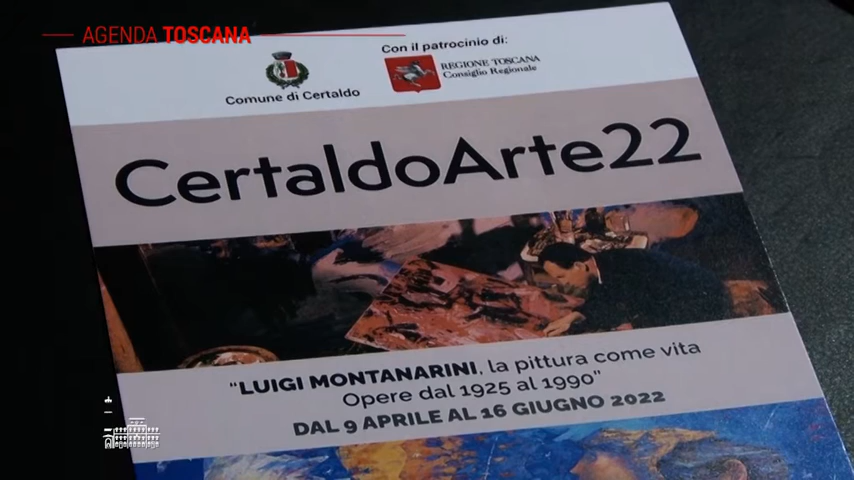 AGENDA TOSCANA
Con il patrocinio di:
REGIONE TOSCANA
Consiglio Regionale
Comune di Certaldo
CertaldoArte22
“LUIGI MONTANARINI, la pittura come vita
Opere dal 1925 al 1990”
DAL 9 APRILE AL 16 GIUGNO 2022